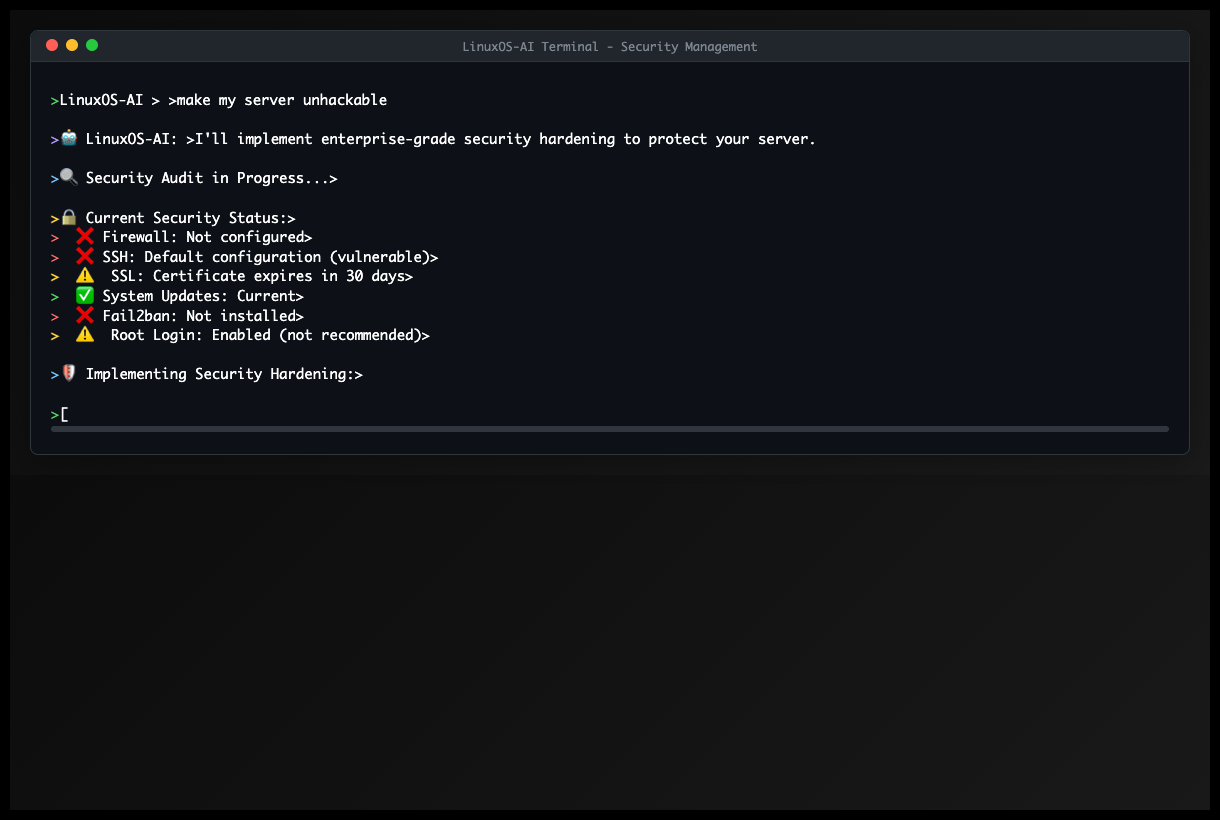 LinuxOS-AI Terminal - Security Management
>LinuxOS-AI > >make my server unhackable
>🤖 LinuxOS-AI: >I'll implement enterprise-grade security hardening to protect your server.
>🔍 Security Audit in Progress...>
>🔒 Current Security Status:>
>  ❌ Firewall: Not configured>
>  ❌ SSH: Default configuration (vulnerable)>
>  ⚠️  SSL: Certificate expires in 30 days>
>  ✅ System Updates: Current>
>  ❌ Fail2ban: Not installed>
>  ⚠️  Root Login: Enabled (not recommended)>
>🛡️ Implementing Security Hardening:>
>[